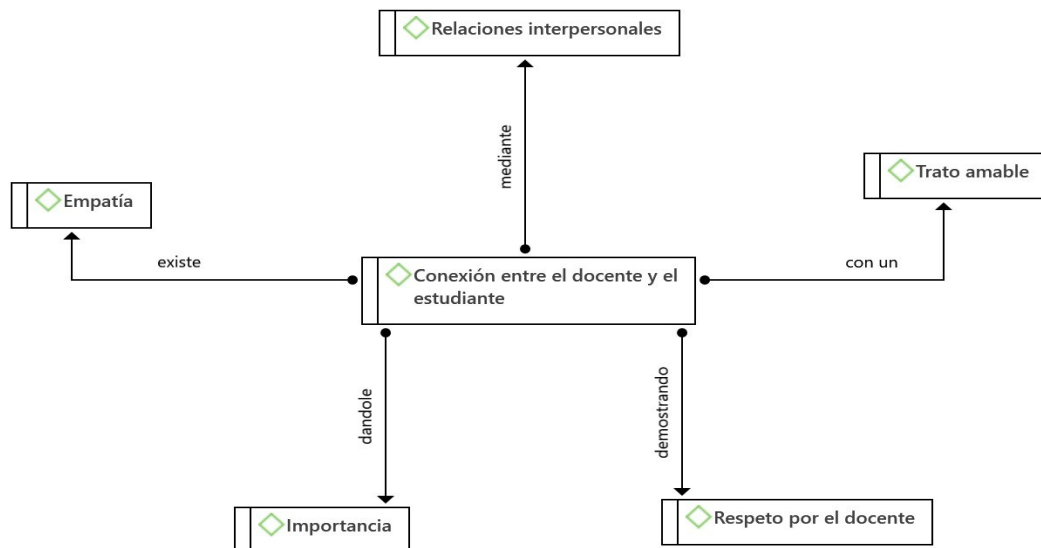 Relaciones interpersonales
mediante
Trato amable
Empatía
existe
con un
Conexión entre el docente y el
estudiante
dandole
demostrando
Importancia
Respeto por el docente